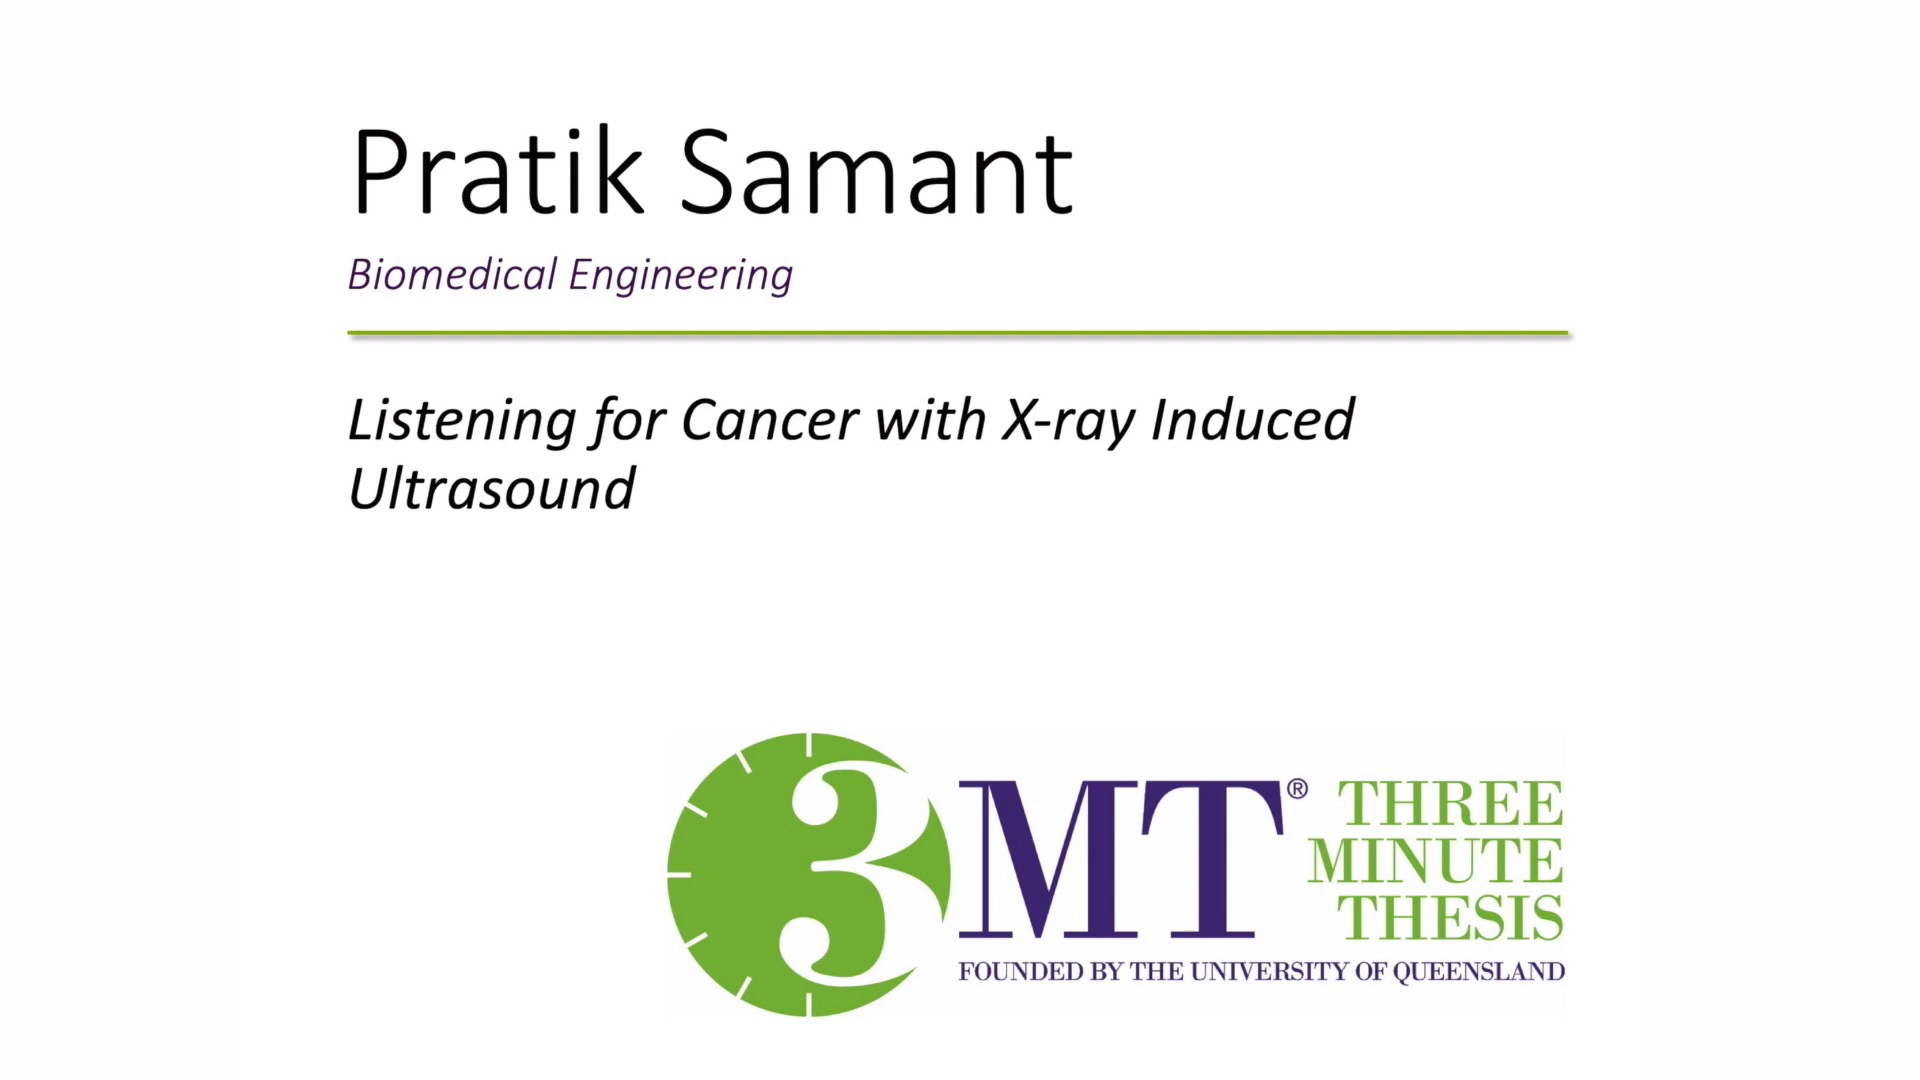 Pratik Samant
Biomedical Engineering
Listening for Cancer with X-ray Induced
Ultrasound
3MT® THREE
MINUTE
THESIS
FOUNDED BY THE UNIVERSITY OF QUEENSLAND